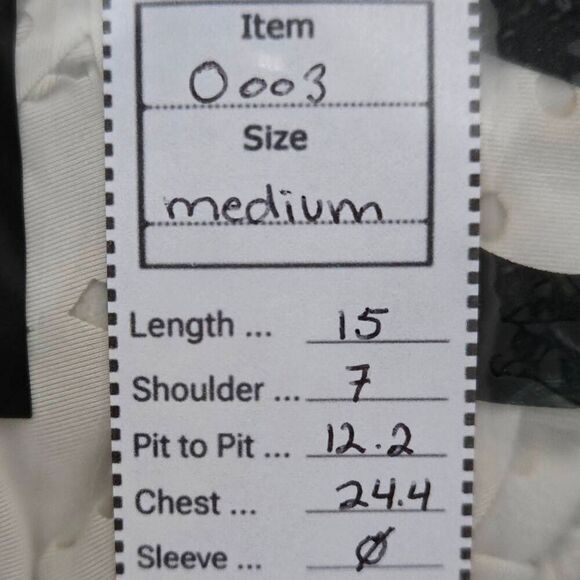 Item
0003
Size
medium
Length ... 15
Shoulder ... 7
Pit to Pit ... 12.2
Chest ... 24.4
Sleeve ... Ø